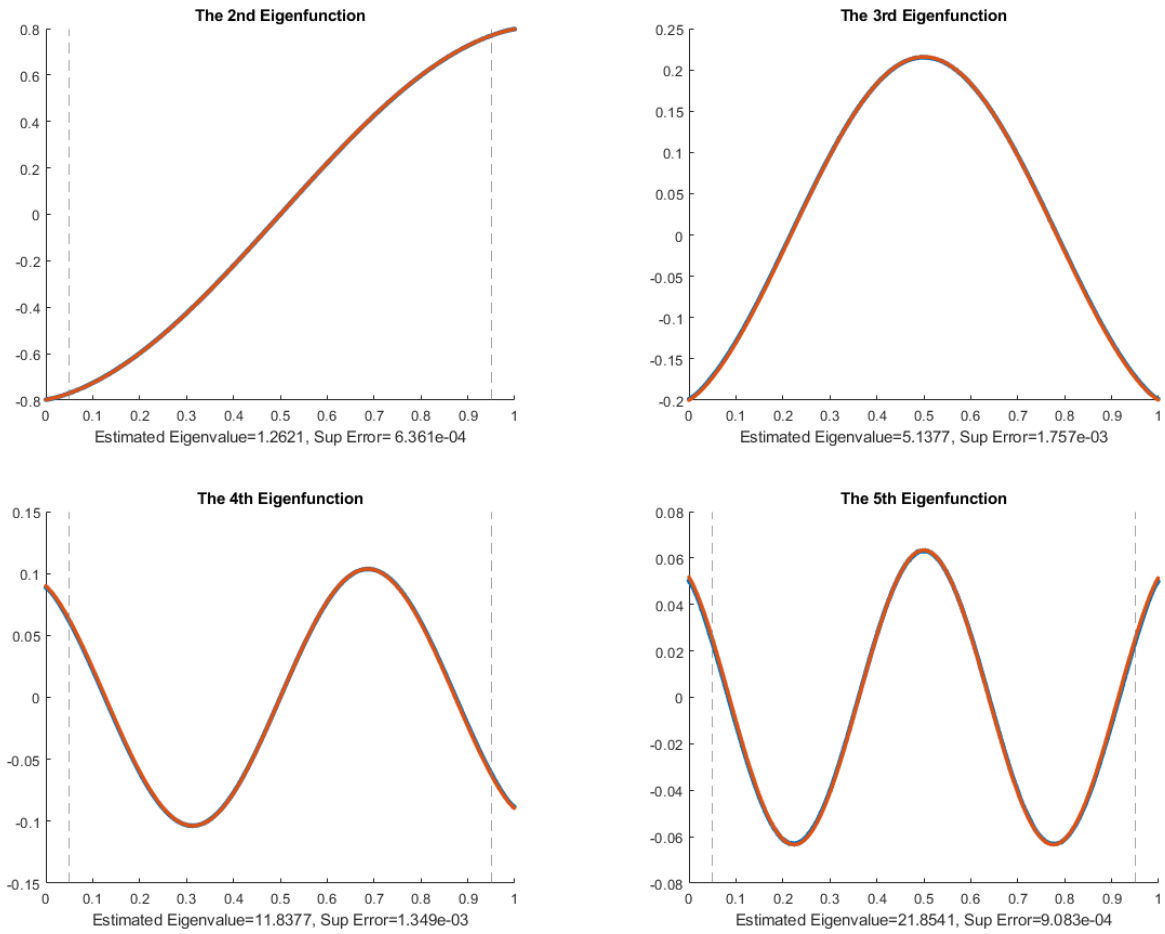 The 2nd Eigenfunction
0.8
0.6
0.4
0.2
0
-0.2
-0.4
-0.6
-0.8
0 0.1 0.2 0.3 0.4 0.5 0.6 0.7 0.8 0.9 1
Estimated Eigenvalue=1.2621, Sup Error= 6.361e-04
The 3rd Eigenfunction
0.25
0.2
0.15
0.1
0.05
0
-0.05
-0.1
-0.15
-0.2
0 0.1 0.2 0.3 0.4 0.5 0.6 0.7 0.8 0.9 1
Estimated Eigenvalue=5.1377, Sup Error=1.757e-03
The 4th Eigenfunction
0.15
0.1
0.05
0
-0.05
-0.1
-0.15
0 0.1 0.2 0.3 0.4 0.5 0.6 0.7 0.8 0.9 1
Estimated Eigenvalue=11.8377, Sup Error=1.349e-03
The 5th Eigenfunction
0.08
0.06
0.04
0.02
0
-0.02
-0.04
-0.06
-0.08
0 0.1 0.2 0.3 0.4 0.5 0.6 0.7 0.8 0.9 1
Estimated Eigenvalue=21.8541, Sup Error=9.083e-04